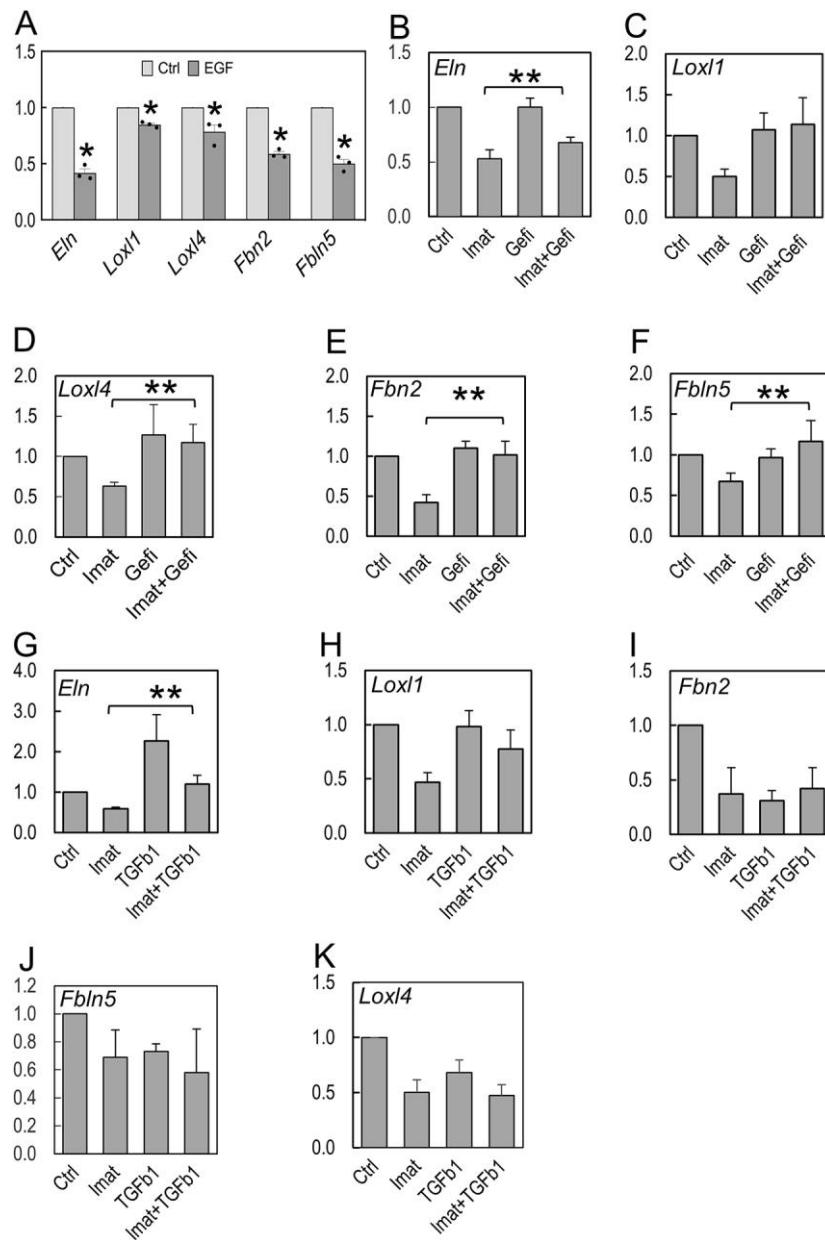 A
1.5
1.0
0.5
0.0
Ctrl EGF
* * * * *
Eln Loxl1 Loxl4 Fbn2 Fbln5
B
1.5
1.0
0.5
0.0
Eln
**
Ctrl Imat Gefi Imat+Gefi
C
2.0
1.5
1.0
0.5
0.0
Loxl1
Ctrl Imat Gefi Imat+Gefi
D
2.0
1.5
1.0
0.5
0.0
Loxl4
**
Ctrl Imat Gefi Imat+Gefi
E
2.0
1.5
1.0
0.5
0.0
Fbn2
**
Ctrl Imat Gefi Imat+Gefi
F
2.0
1.5
1.0
0.5
0.0
Fbln5
**
Ctrl Imat Gefi Imat+Gefi
G
4.0
3.0
2.0
1.0
0.0
Eln
**
Ctrl Imat TGFb1 Imat+TGFb1
H
1.5
1.0
0.5
0.0
Loxl1
Ctrl Imat TGFb1 Imat+TGFb1
I
1.5
1.0
0.5
0.0
Fbn2
Ctrl Imat TGFb1 Imat+TGFb1
J
1.2
1.0
0.8
0.6
0.4
0.2
0.0
Fbln5
Ctrl Imat TGFb1 Imat+TGFb1
K
1.5
1.0
0.5
0.0
Loxl4
Ctrl Imat TGFb1 Imat+TGFb1